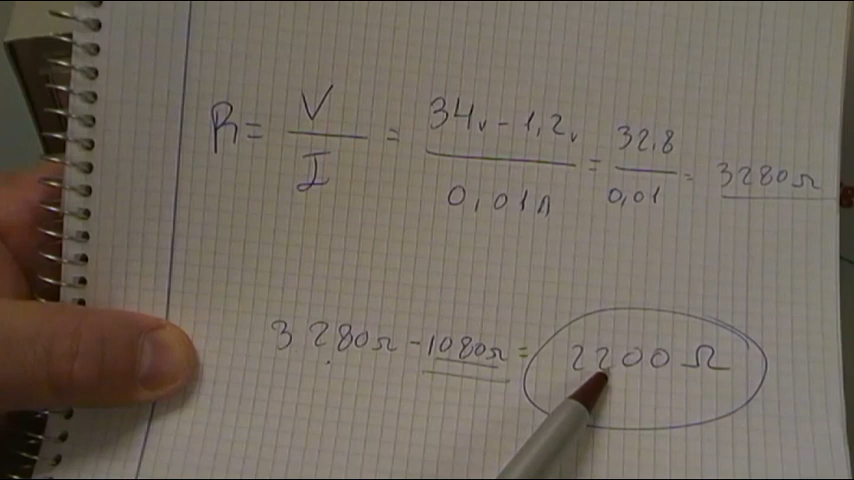 R = V / I = 34v - 1,2v / 0,01A = 32,8 / 0,01 = 3280Ω
3280Ω - 1080Ω = 2200Ω